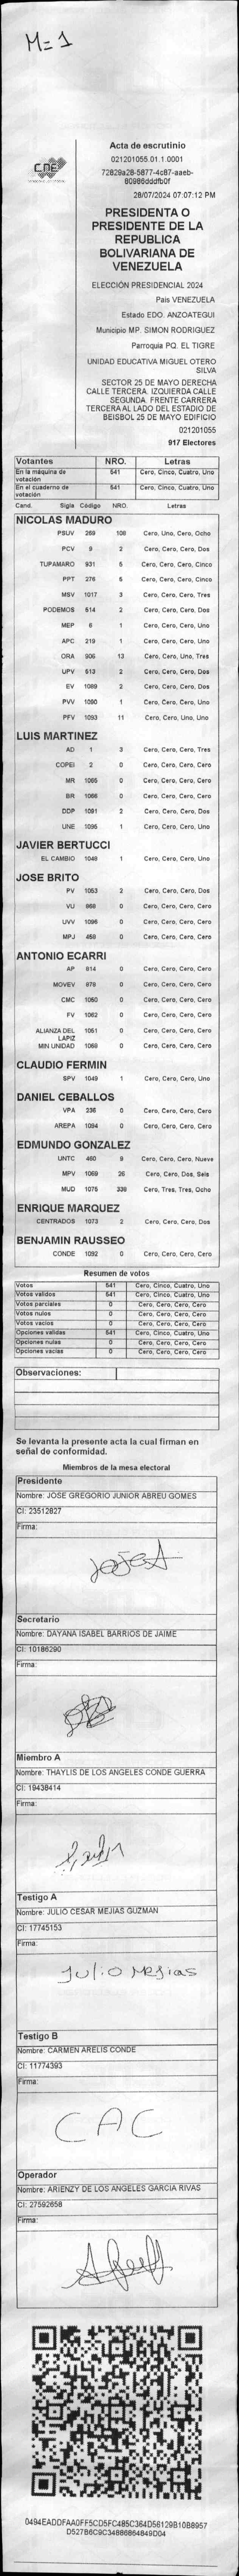 M=1
CNE
Acta de escrutinio
021201055.01.1.0001
72829a28-5877-4c87-aaeb-
80986dddfb0f
28/07/2024 07:07:12 PM
PRESIDENTA O
PRESIDENTE DE LA
REPUBLICA
BOLIVARIANA DE
VENEZUELA
ELECCIÓN PRESIDENCIAL 2024
Pais VENEZUELA
Estado EDO. ANZOATEGUI
Municipio MP. SIMON RODRIGUEZ
Parroquia PQ. EL TIGRE
UNIDAD EDUCATIVA MIGUEL OTERO
SILVA
SECTOR 25 DE MAYO DERECHA
CALLE TERCERA. IZQUIERDA CALLE
SEGUNDA. FRENTE CARRERA
TERCERA AL LADO DEL ESTADIO DE
BEISBOL 25 DE MAYO EDIFICIO
021201055
917 Electores
Votantes NRO. Letras
En la máquina de votación 541 Cero, Cinco, Cuatro, Uno
En el cuaderno de votación 541 Cero, Cinco, Cuatro, Uno
Cand. Sigla Código NRO. Letras
NICOLAS MADURO
PSUV 269 108 Cero, Uno, Cero, Ocho
PCV 9 2 Cero, Cero, Cero, Dos
TUPAMARO 931 5 Cero, Cero, Cero, Cinco
PPT 276 5 Cero, Cero, Cero, Cinco
MSV 1017 3 Cero, Cero, Cero, Tres
PODEMOS 514 2 Cero, Cero, Cero, Dos
MEP 6 1 Cero, Cero, Cero, Uno
APC 219 1 Cero, Cero, Cero, Uno
ORA 906 13 Cero, Cero, Uno, Tres
UPV 613 2 Cero, Cero, Cero, Dos
EV 1089 2 Cero, Cero, Cero, Dos
PVV 1090 1 Cero, Cero, Cero, Uno
PFV 1093 11 Cero, Cero, Uno, Uno
LUIS MARTINEZ
AD 1 3 Cero, Cero, Cero, Tres
COPEI 2 0 Cero, Cero, Cero, Cero
MR 1065 0 Cero, Cero, Cero, Cero
BR 1066 0 Cero, Cero, Cero, Cero
DDP 1091 2 Cero, Cero, Cero, Dos
UNE 1095 1 Cero, Cero, Cero, Uno
JAVIER BERTUCCI
EL CAMBIO 1048 1 Cero, Cero, Cero, Uno
JOSE BRITO
PV 1053 2 Cero, Cero, Cero, Dos
VU 868 0 Cero, Cero, Cero, Cero
UVV 1096 0 Cero, Cero, Cero, Cero
MPJ 459 0 Cero, Cero, Cero, Cero
ANTONIO ECARRI
AP 914 0 Cero, Cero, Cero, Cero
MOVEV 979 0 Cero, Cero, Cero, Cero
CMC 1050 0 Cero, Cero, Cero, Cero
FV 1062 0 Cero, Cero, Cero, Cero
ALIANZA DEL LAPIZ 1051 0 Cero, Cero, Cero, Cero
MIN UNIDAD 1068 0 Cero, Cero, Cero, Cero
CLAUDIO FERMIN
SPV 1049 1 Cero, Cero, Cero, Uno
DANIEL CEBALLOS
VPA 236 0 Cero, Cero, Cero, Cero
AREPA 1094 0 Cero, Cero, Cero, Cero
EDMUNDO GONZALEZ
UNTC 460 9 Cero, Cero, Cero, Nueve
MPV 1069 26 Cero, Cero, Dos, Seis
MUD 1075 338 Cero, Tres, Tres, Ocho
ENRIQUE MARQUEZ
CENTRADOS 1073 2 Cero, Cero, Cero, Dos
BENJAMIN RAUSSEO
CONDE 1092 0 Cero, Cero, Cero, Cero
Resumen de votos
Votos 541 Cero, Cinco, Cuatro, Uno
Votos validos 541 Cero, Cinco, Cuatro, Uno
Votos parciales 0 Cero, Cero, Cero, Cero
Votos nulos 0 Cero, Cero, Cero, Cero
Votos vacios 0 Cero, Cero, Cero, Cero
Opciones validas 541 Cero, Cinco, Cuatro, Uno
Opciones nulas 0 Cero, Cero, Cero, Cero
Opciones vacias 0 Cero, Cero, Cero, Cero
Observaciones:
Se levanta la presente acta la cual firman en
señal de conformidad.
Miembros de la mesa electoral
Presidente
Nombre: JOSE GREGORIO JUNIOR ABREU GOMES
CI: 23512827
Firma:
Secretario
Nombre: DAYANA ISABEL BARRIOS DE JAIME
CI: 10186290
Firma:
Miembro A
Nombre: THAYLIS DE LOS ANGELES CONDE GUERRA
CI: 19438414
Firma:
Testigo A
Nombre: JULIO CESAR MEJIAS GUZMAN
CI: 17745153
Firma:
Julio Mejias
Testigo B
Nombre: CARMEN ARELIS CONDE
CI: 11774393
Firma:
CAC
Operador
Nombre: ARIENZY DE LOS ANGELES GARCIA RIVAS
CI: 27592658
Firma:
0494EADDFAA0FF5CD5FC485C364D56129B10B8957
D527B6C9C34886864849D04